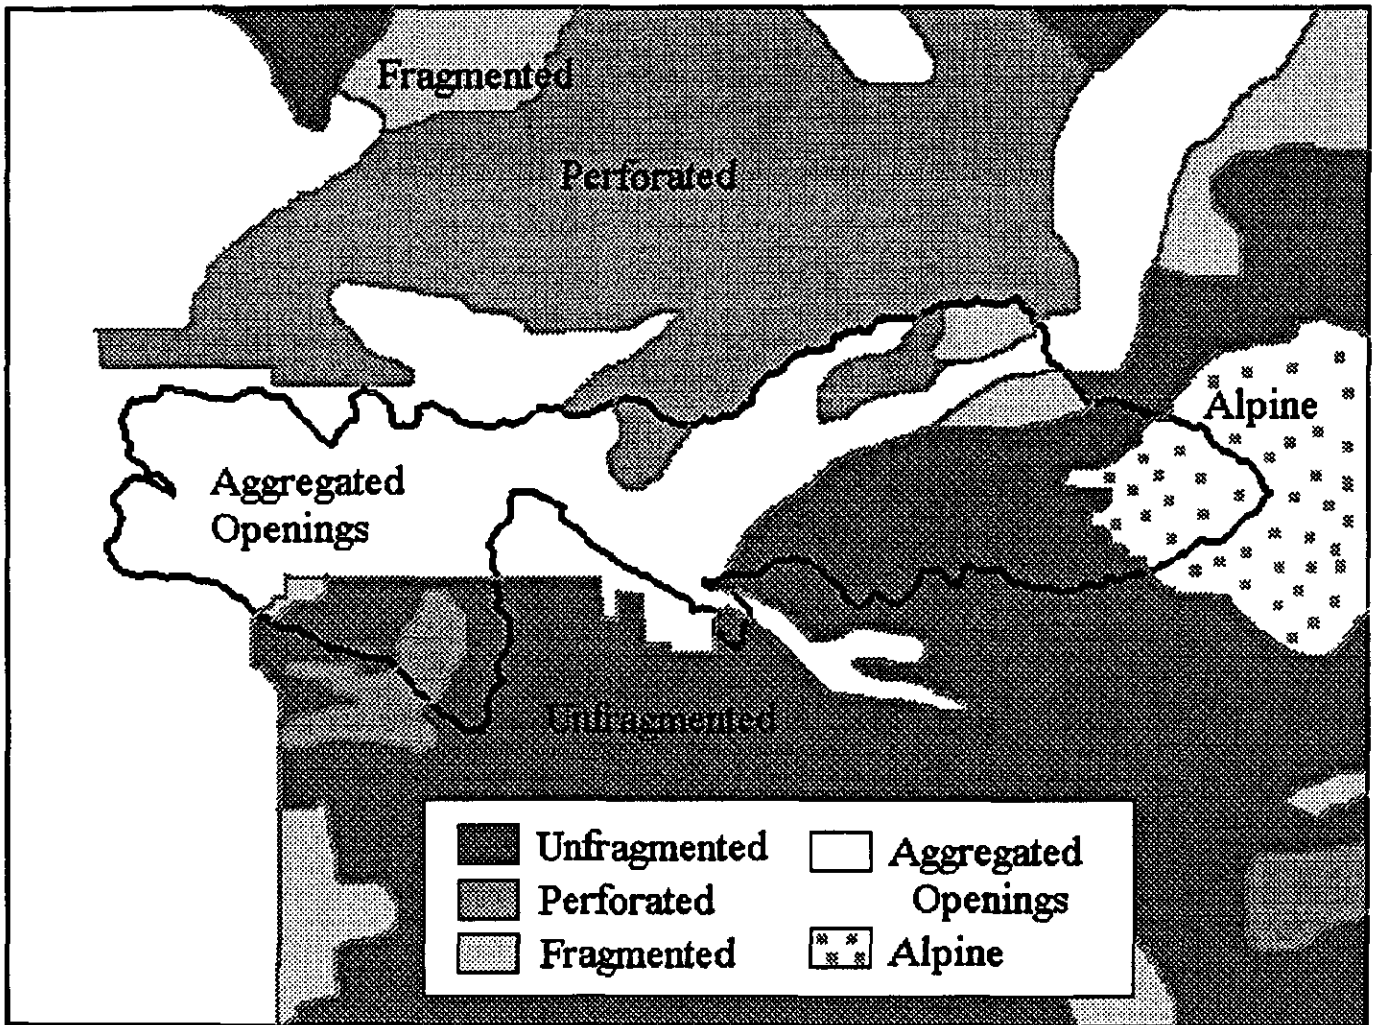 Fragmented
Perforated
Alpine
Aggregated
Openings
Unfragmented
Unfragmented
Perforated
Fragmented
Aggregated
Openings
Alpine